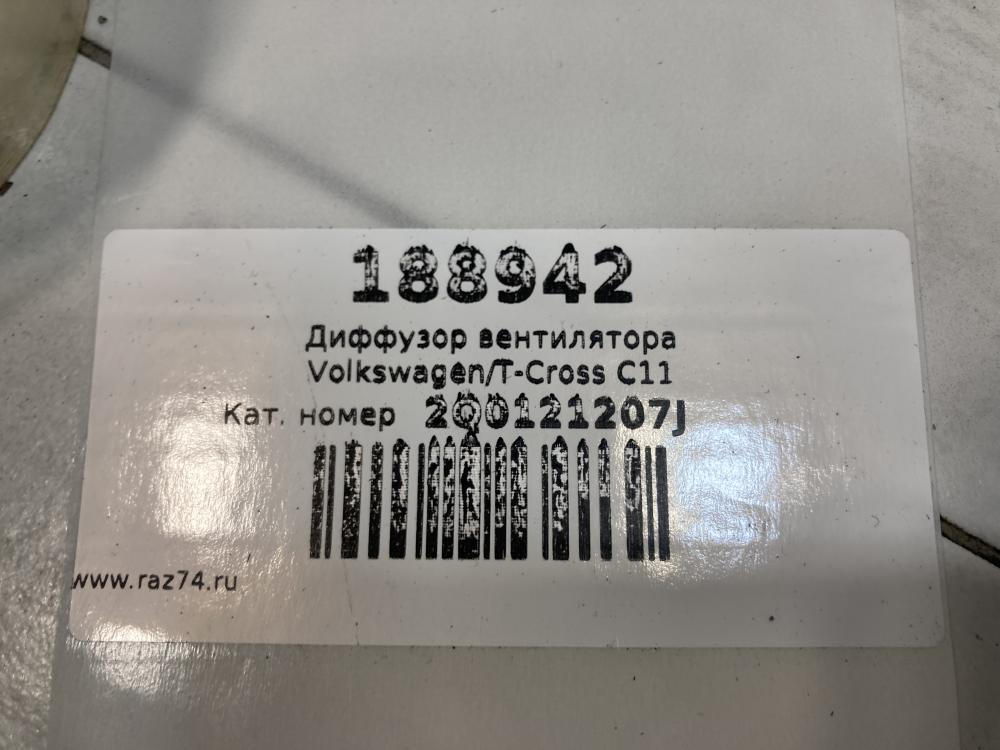 188942
Диффузор вентилятора
Volkswagen/T-Cross C11
Кат. номер 2Q0121207J
www.raz74.ru